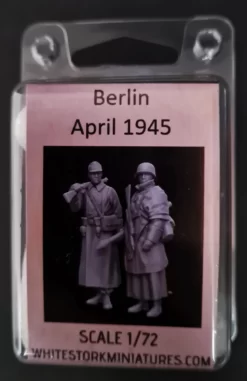 Berlin
April 1945
SCALE 1/72
WHITESTORKMINIATURES.COM